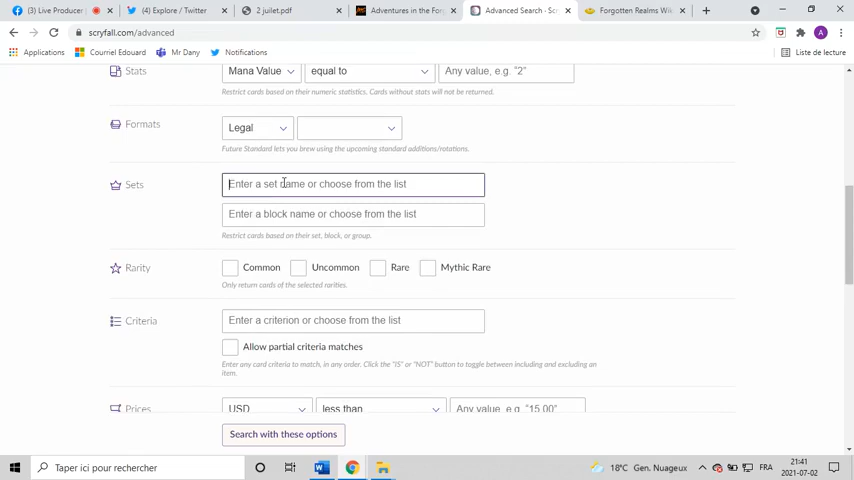 (3) Live Producer
(4) Explore / Twitter
2 juilet.pdf
Adventures in the For
Advanced Search · Scr
Forgotten Realms Wik
scryfall.com/advanced
Applications
Courriel Edouard
Mr Dany
Notifications
Liste de lecture
Stats
Mana Value
equal to
Any value, e.g. “2”
Restrict cards based on their numeric statistics. Cards without stats will not be returned.
Formats
Legal
Future Standard lets you brew using the upcoming standard additions/rotations.
Sets
Enter a set name or choose from the list
Enter a block name or choose from the list
Restrict cards based on their set, block, or group.
Rarity
Common
Uncommon
Rare
Mythic Rare
Only return cards of the selected rarities.
Criteria
Enter a criterion or choose from the list
Allow partial criteria matches
Enter any card criteria to match, in any order. Click the "IS" or "NOT" button to toggle between including and excluding an
item.
Prices
USD
less than
Any value, e.g. “15.00”
Search with these options
Taper ici pour rechercher
18°C Gen. Nuageux
FRA
21:41
2021-07-02